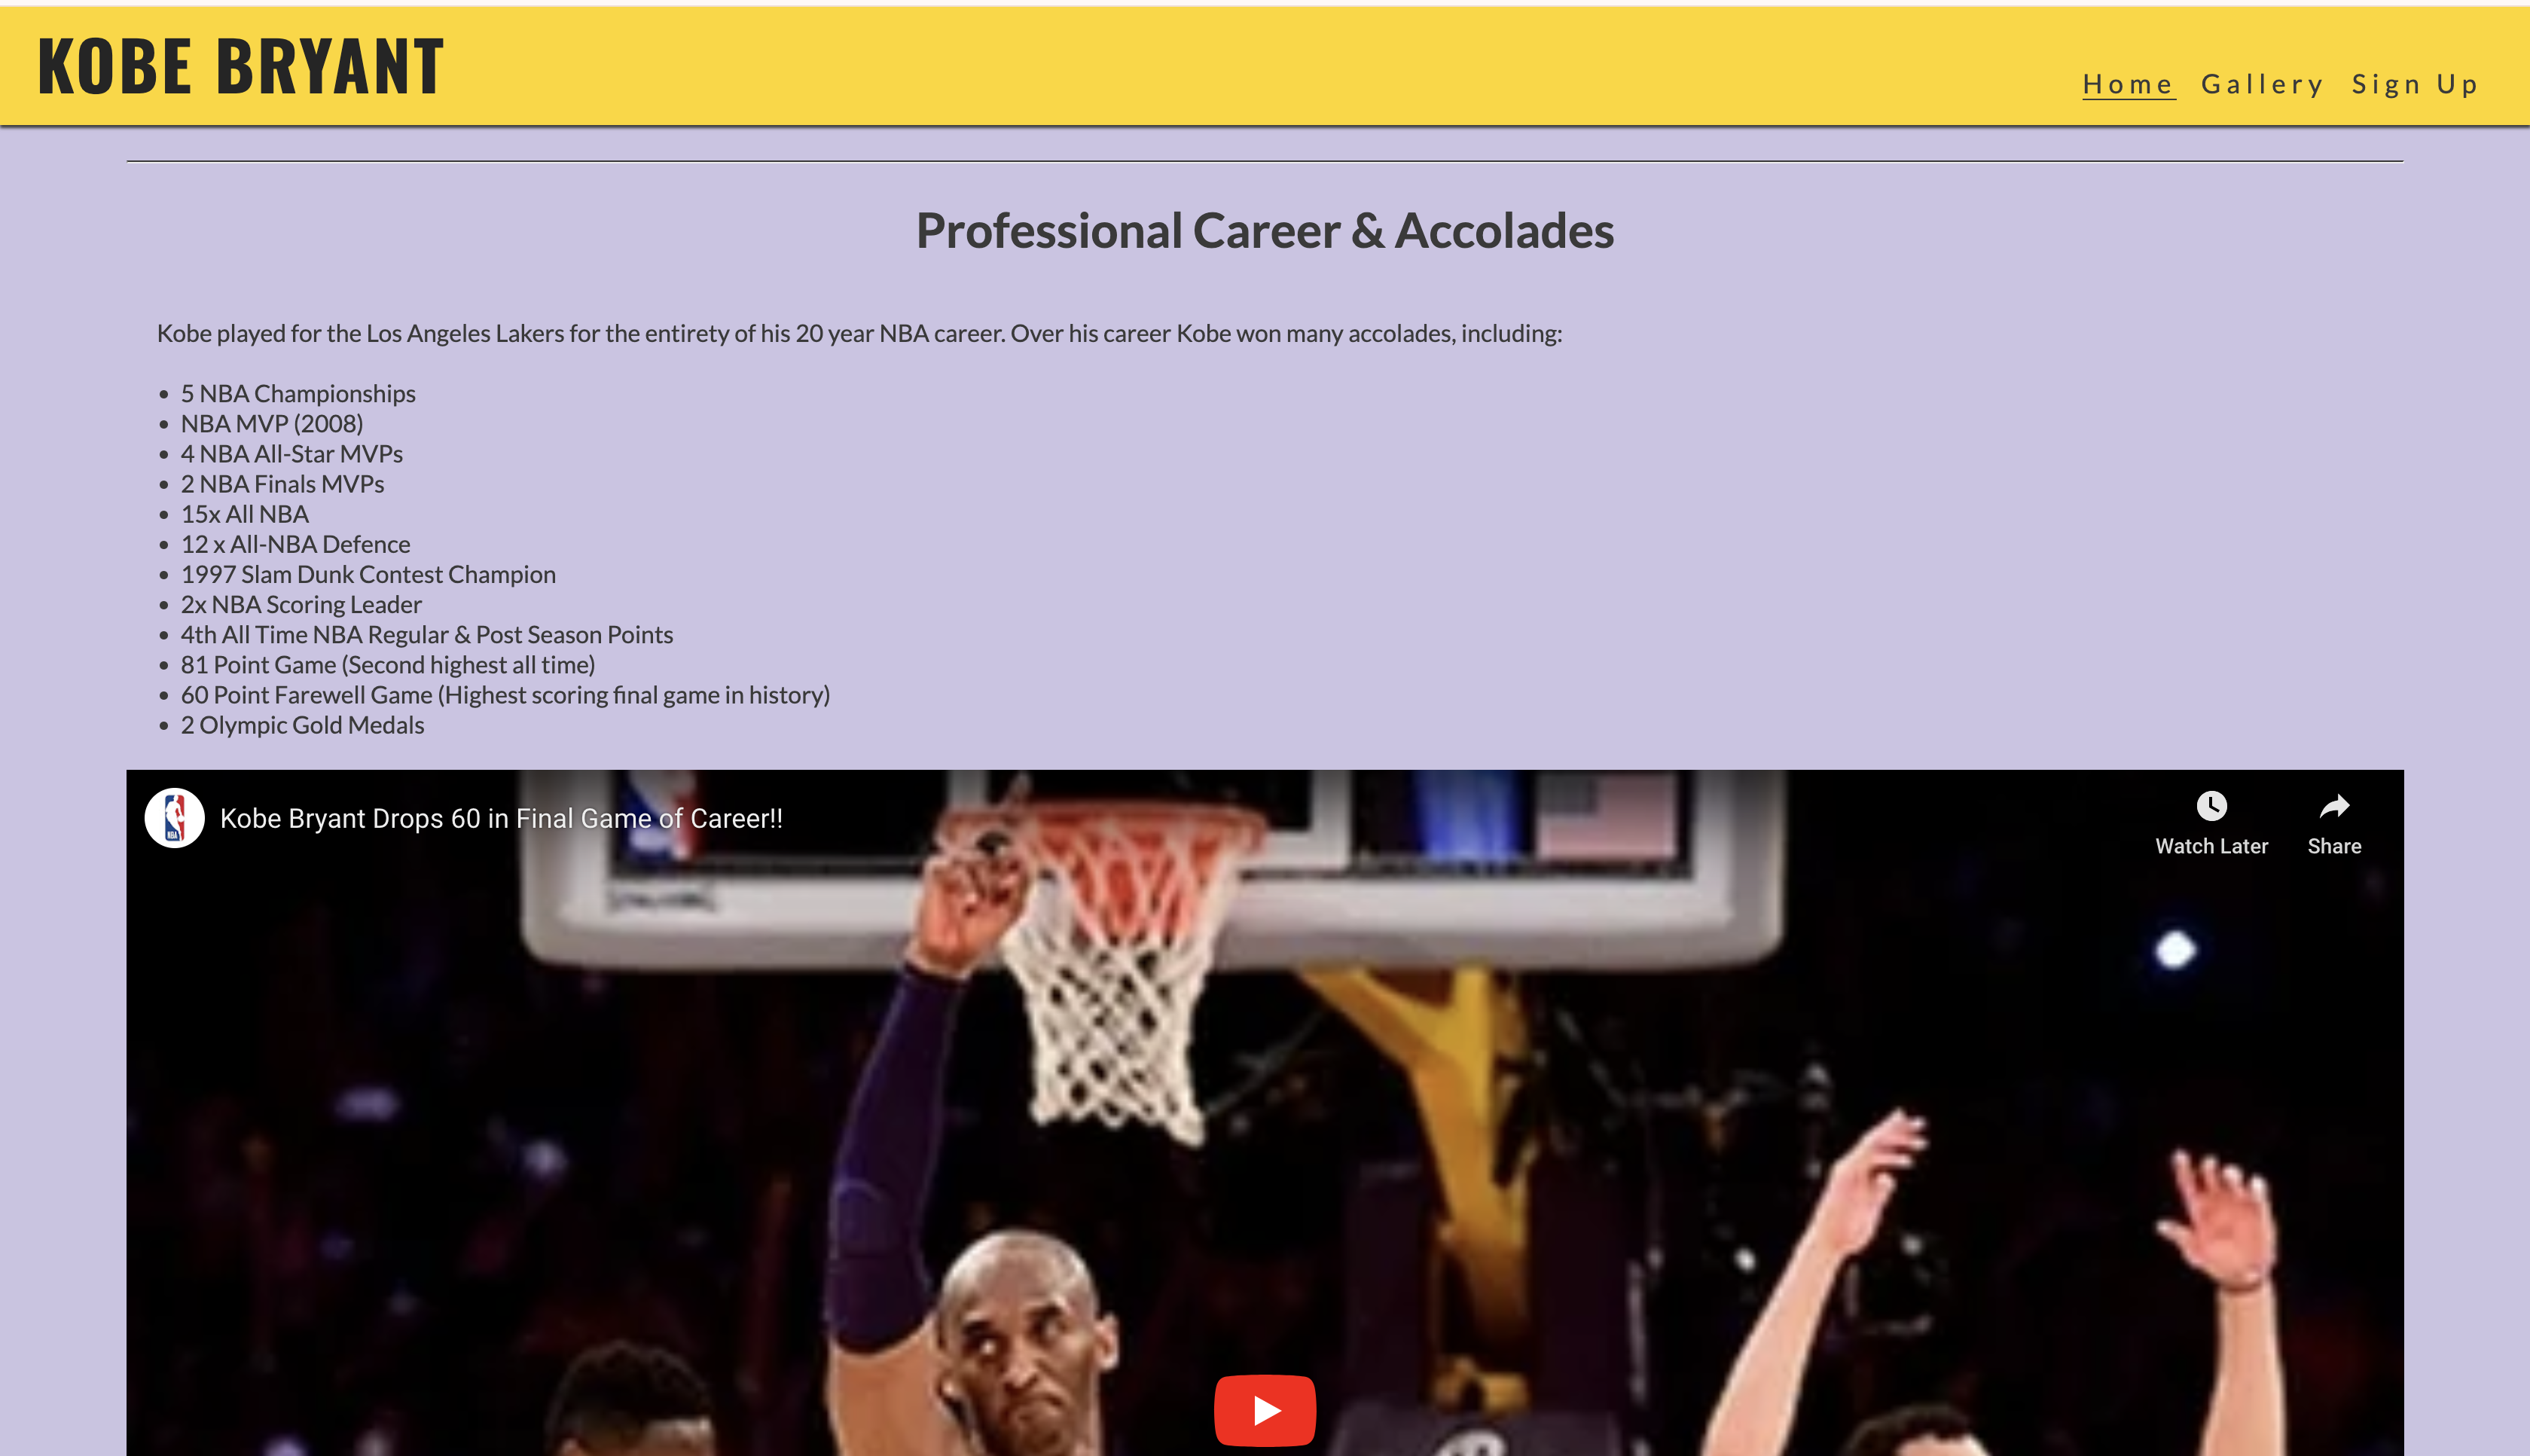 KOBE BRYANT
Home Gallery Sign Up
Professional Career & Accolades
Kobe played for the Los Angeles Lakers for the entirety of his 20 year NBA career. Over his career Kobe won many accolades, including:
5 NBA Championships
NBA MVP (2008)
4 NBA All-Star MVPs
2 NBA Finals MVPs
15x All NBA
12 x All-NBA Defence
1997 Slam Dunk Contest Champion
2x NBA Scoring Leader
4th All Time NBA Regular & Post Season Points
81 Point Game (Second highest all time)
60 Point Farewell Game (Highest scoring final game in history)
2 Olympic Gold Medals
NBA
Kobe Bryant Drops 60 in Final Game of Career!!
Watch Later
Share